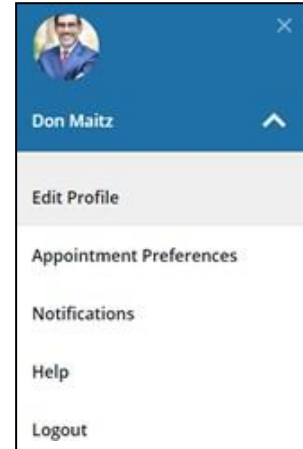 Don Maitz
Edit Profile
Appointment Preferences
Notifications
Help
Logout